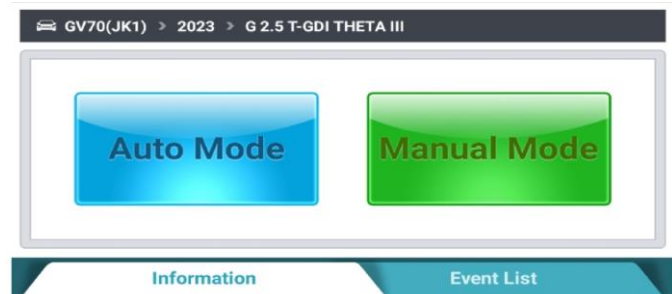 GV70(JK1) > 2023 > G 2.5 T-GDI THETA III
Auto Mode Manual Mode
Information Event List